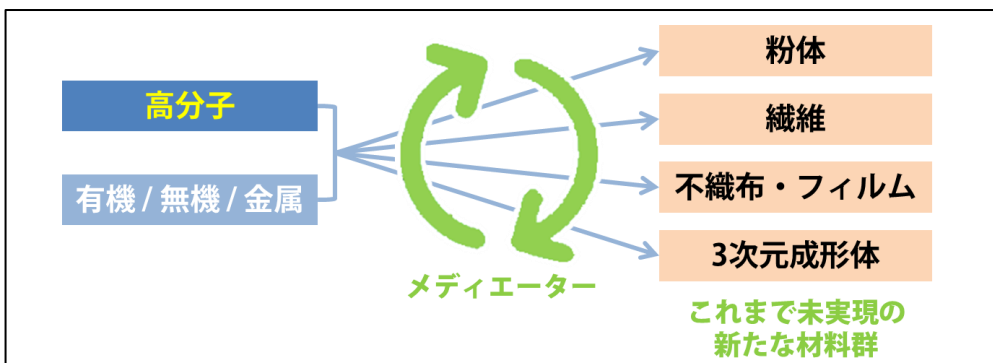 高分子
有機 / 無機 / 金属
メディエーター
粉体
繊維
不織布・フィルム
3次元成形体
これまで未実現の
新たな材料群